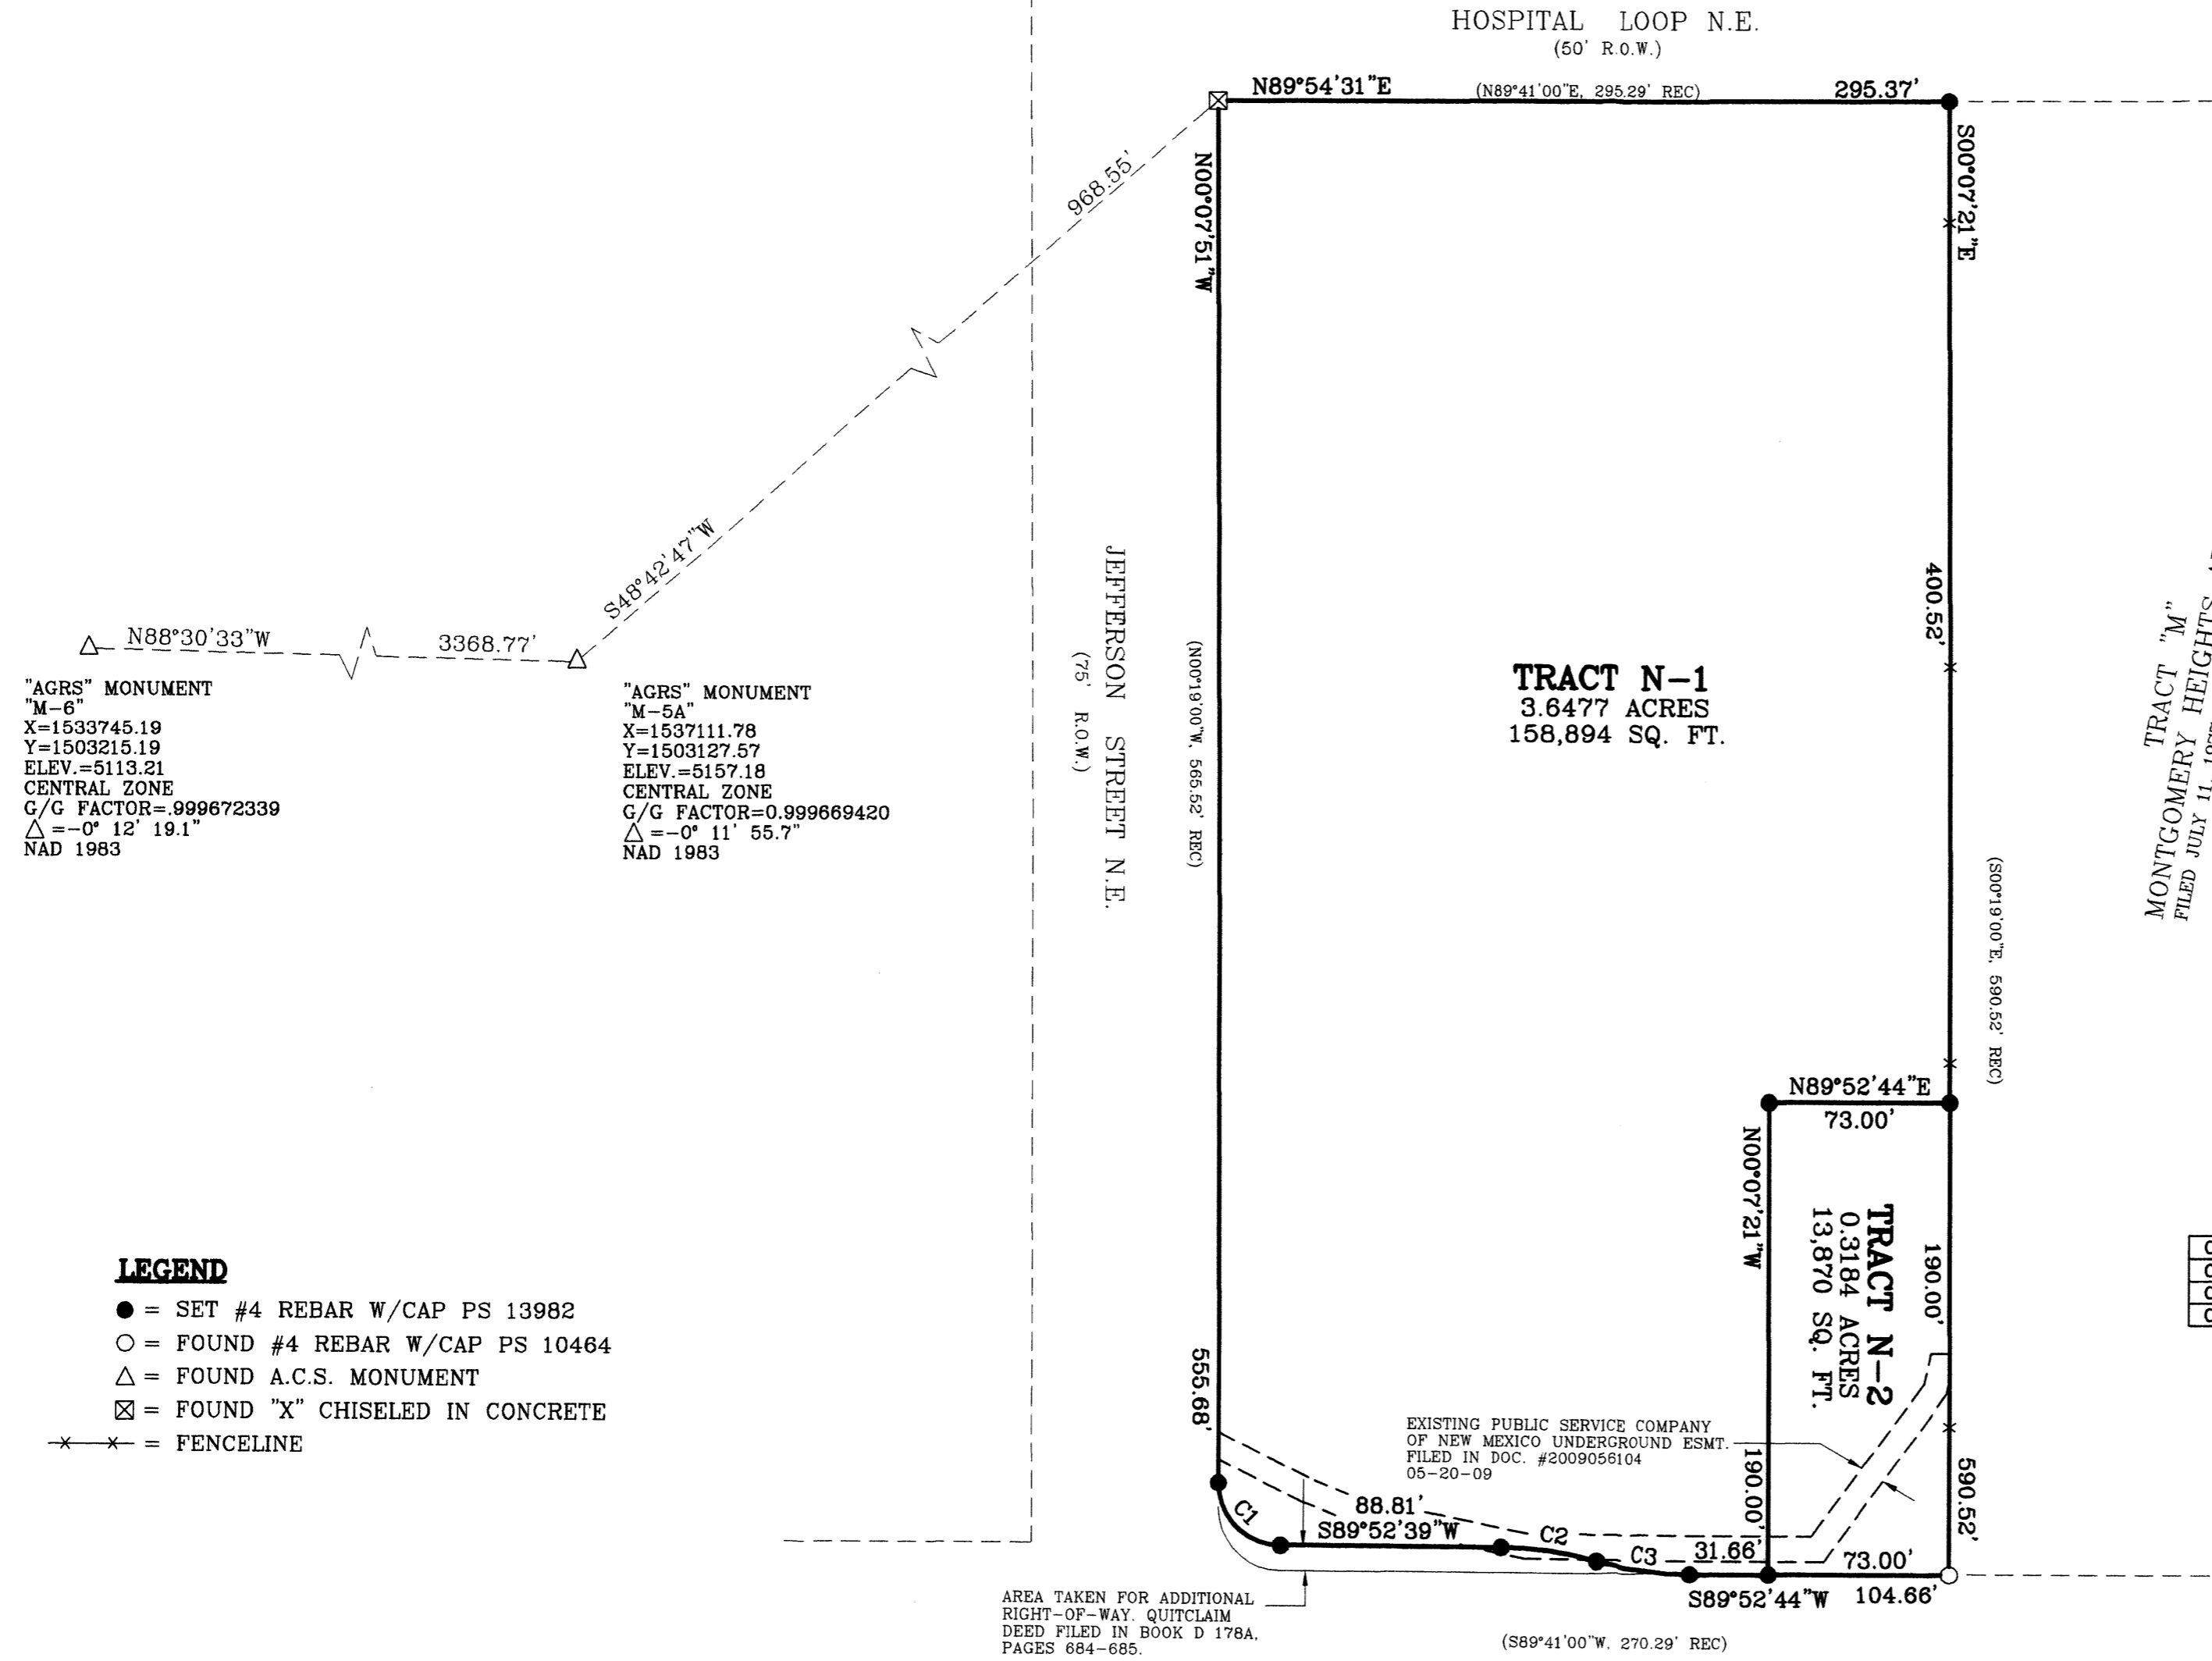 HOSPITAL LOOP N.E.
(50' R.O.W.)
N89°54'31"E
(N89°41'00"E, 295.29' REC)
295.37'
S00°07'21"E
N00°07'51"W
968.55'
S48°42'47"W
N88°30'33"W
3368.77'
"AGRS" MONUMENT
"M-6"
X=1533745.19
Y=1503215.19
ELEV.=5113.21
CENTRAL ZONE
G/G FACTOR=.999672339
△=-0° 12' 19.1"
NAD 1983
"AGRS" MONUMENT
"M-5A"
X=1537111.78
Y=1503127.57
ELEV.=5157.18
CENTRAL ZONE
G/G FACTOR=0.999669420
△=-0° 11' 55.7"
NAD 1983
JEFFERSON STREET N.E.
(75' R.O.W.)
(N00°19'00"W, 565.52' REC)
400.52'
TRACT N-1
3.6477 ACRES
158,894 SQ. FT.
TRACT "M"
MONTGOMERY HEIGHTS
FILED JULY 11,
(S00°19'00"E, 590.52' REC)
N89°52'44"E
73.00'
N00°07'21"W
190.00'
TRACT N-2
0.3184 ACRES
13,870 SQ. FT.
190.00'
590.52'
555.68'
LEGEND
● = SET #4 REBAR W/CAP PS 13982
○ = FOUND #4 REBAR W/CAP PS 10464
△ = FOUND A.C.S. MONUMENT
☒ = FOUND "X" CHISELED IN CONCRETE
= FENCELINE
EXISTING PUBLIC SERVICE COMPANY
OF NEW MEXICO UNDERGROUND ESMT.
FILED IN DOC. #2009056104
05-20-09
C1
88.81'
S89°52'39"W
C2
C3
31.66'
73.00'
S89°52'44"W
104.66'
AREA TAKEN FOR ADDITIONAL
RIGHT-OF-WAY. QUITCLAIM
DEED FILED IN BOOK D 178A,
PAGES 684-685.
(S89°41'00"W, 270.29' REC)